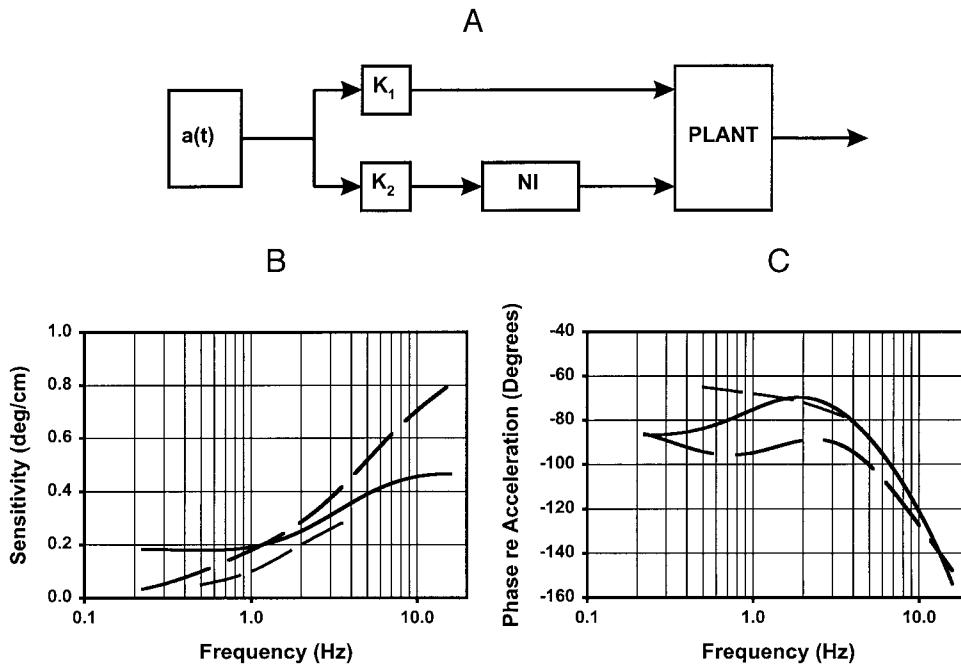 A
a(t)
K1
K2
NI
PLANT
B
C
Sensitivity (deg/cm)
1.0
0.8
0.6
0.4
0.2
0.0
0.1
1.0
10.0
Frequency (Hz)
Phase re Acceleration (Degrees)
-40
-60
-80
-100
-120
-140
-160
0.1
1.0
10.0
Frequency (Hz)